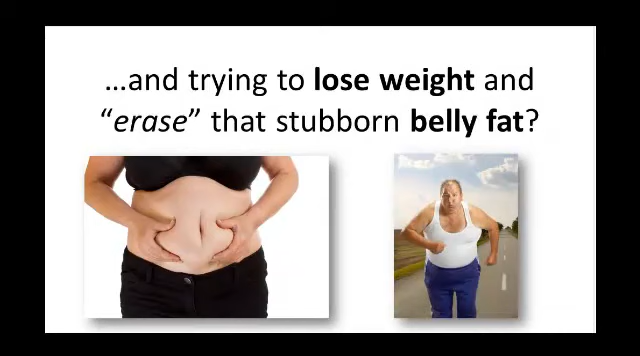 …and trying to lose weight and
“erase” that stubborn belly fat?